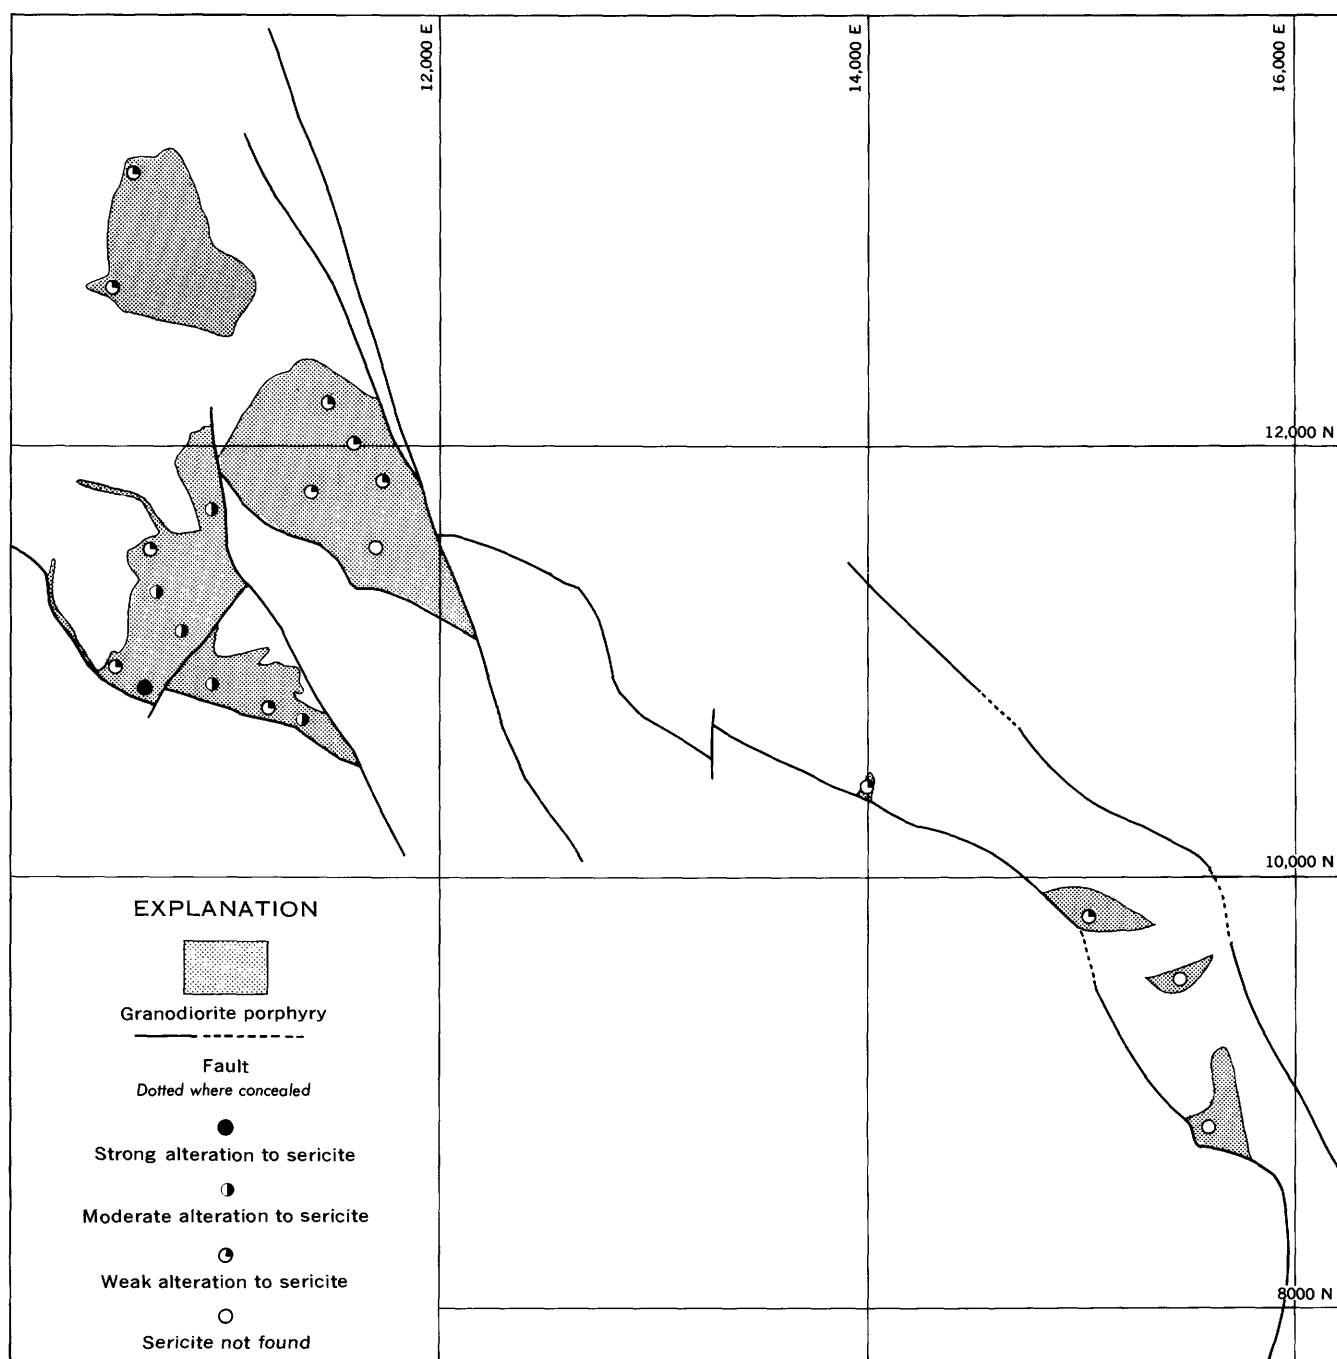 12,000 E
14,000 E
16,000 E
12,000 N
10,000 N
EXPLANATION
Granodiorite porphyry
Fault
Dotted where concealed
Strong alteration to sericite
Moderate alteration to sericite
Weak alteration to sericite
8000 N
Sericite not found